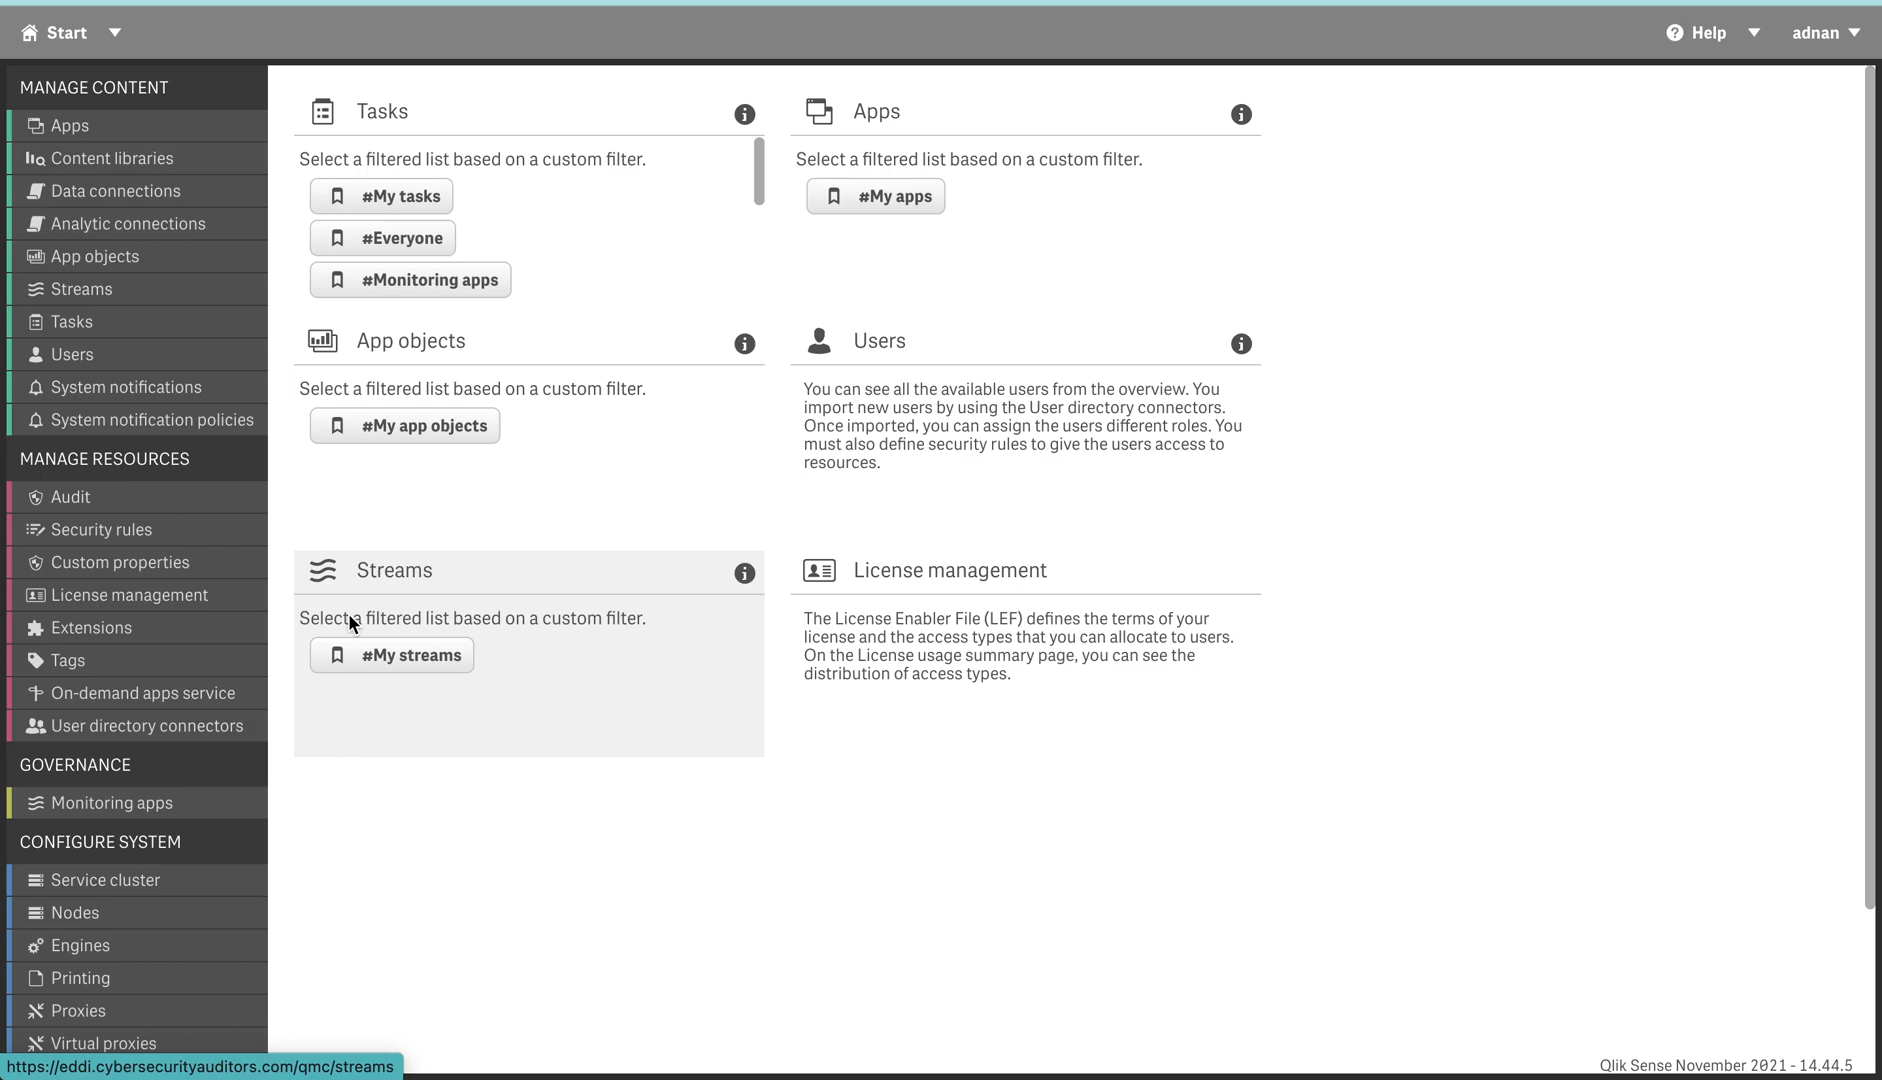 Start
Help
adnan
MANAGE CONTENT
Apps
Content libraries
Data connections
Analytic connections
App objects
Streams
Tasks
Users
System notifications
System notification policies
MANAGE RESOURCES
Audit
Security rules
Custom properties
License management
Extensions
Tags
On-demand apps service
User directory connectors
GOVERNANCE
Monitoring apps
CONFIGURE SYSTEM
Service cluster
Nodes
Engines
Printing
Proxies
Virtual proxies
https://eddi.cybersecurityauditors.com/qmc/streams
Tasks
Select a filtered list based on a custom filter.
#My tasks
#Everyone
#Monitoring apps
Apps
Select a filtered list based on a custom filter.
#My apps
App objects
Select a filtered list based on a custom filter.
#My app objects
Users
You can see all the available users from the overview. You
import new users by using the User directory connectors.
Once imported, you can assign the users different roles. You
must also define security rules to give the users access to
resources.
Streams
Select a filtered list based on a custom filter.
#My streams
License management
The License Enabler File (LEF) defines the terms of your
license and the access types that you can allocate to users.
On the License usage summary page, you can see the
distribution of access types.
Qlik Sense November 2021 - 14.44.5